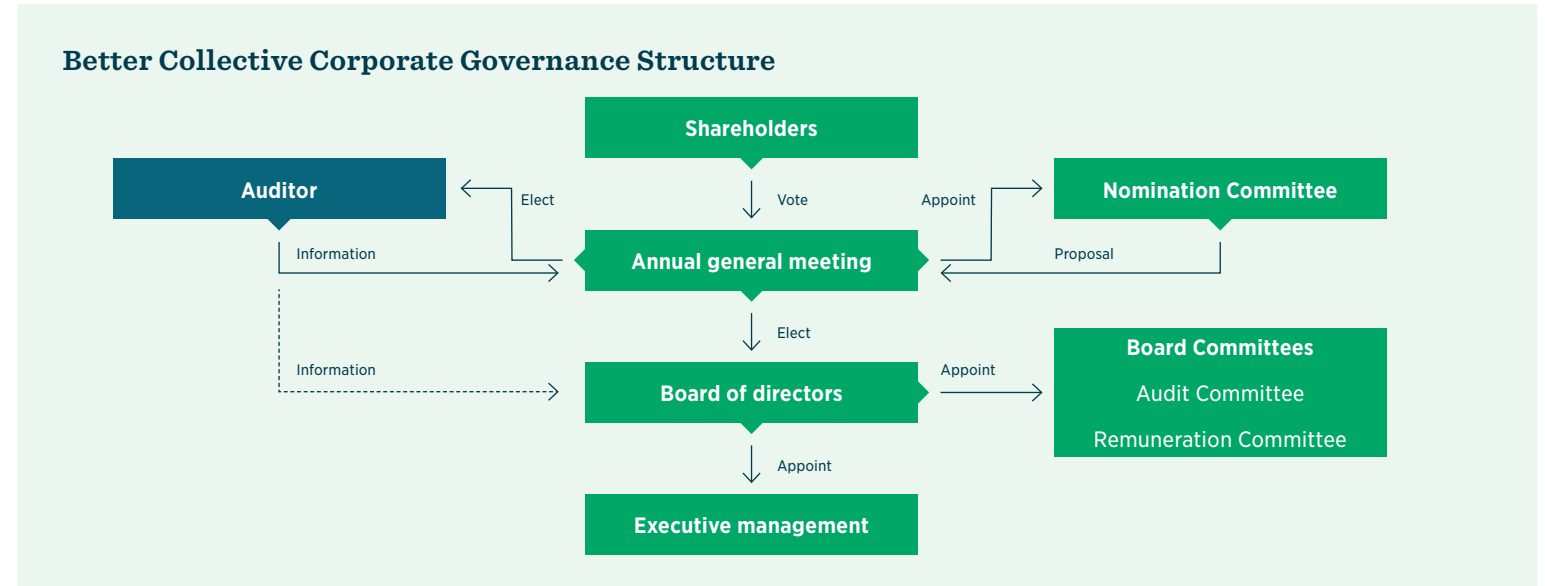 Better Collective Corporate Governance Structure
Shareholders
Auditor
Nomination Committee
Elect
Vote
Appoint
Information
Annual general meeting
Proposal
Elect
Information
Board of directors
Appoint
Board Committees
Audit Committee
Remuneration Committee
Appoint
Executive management